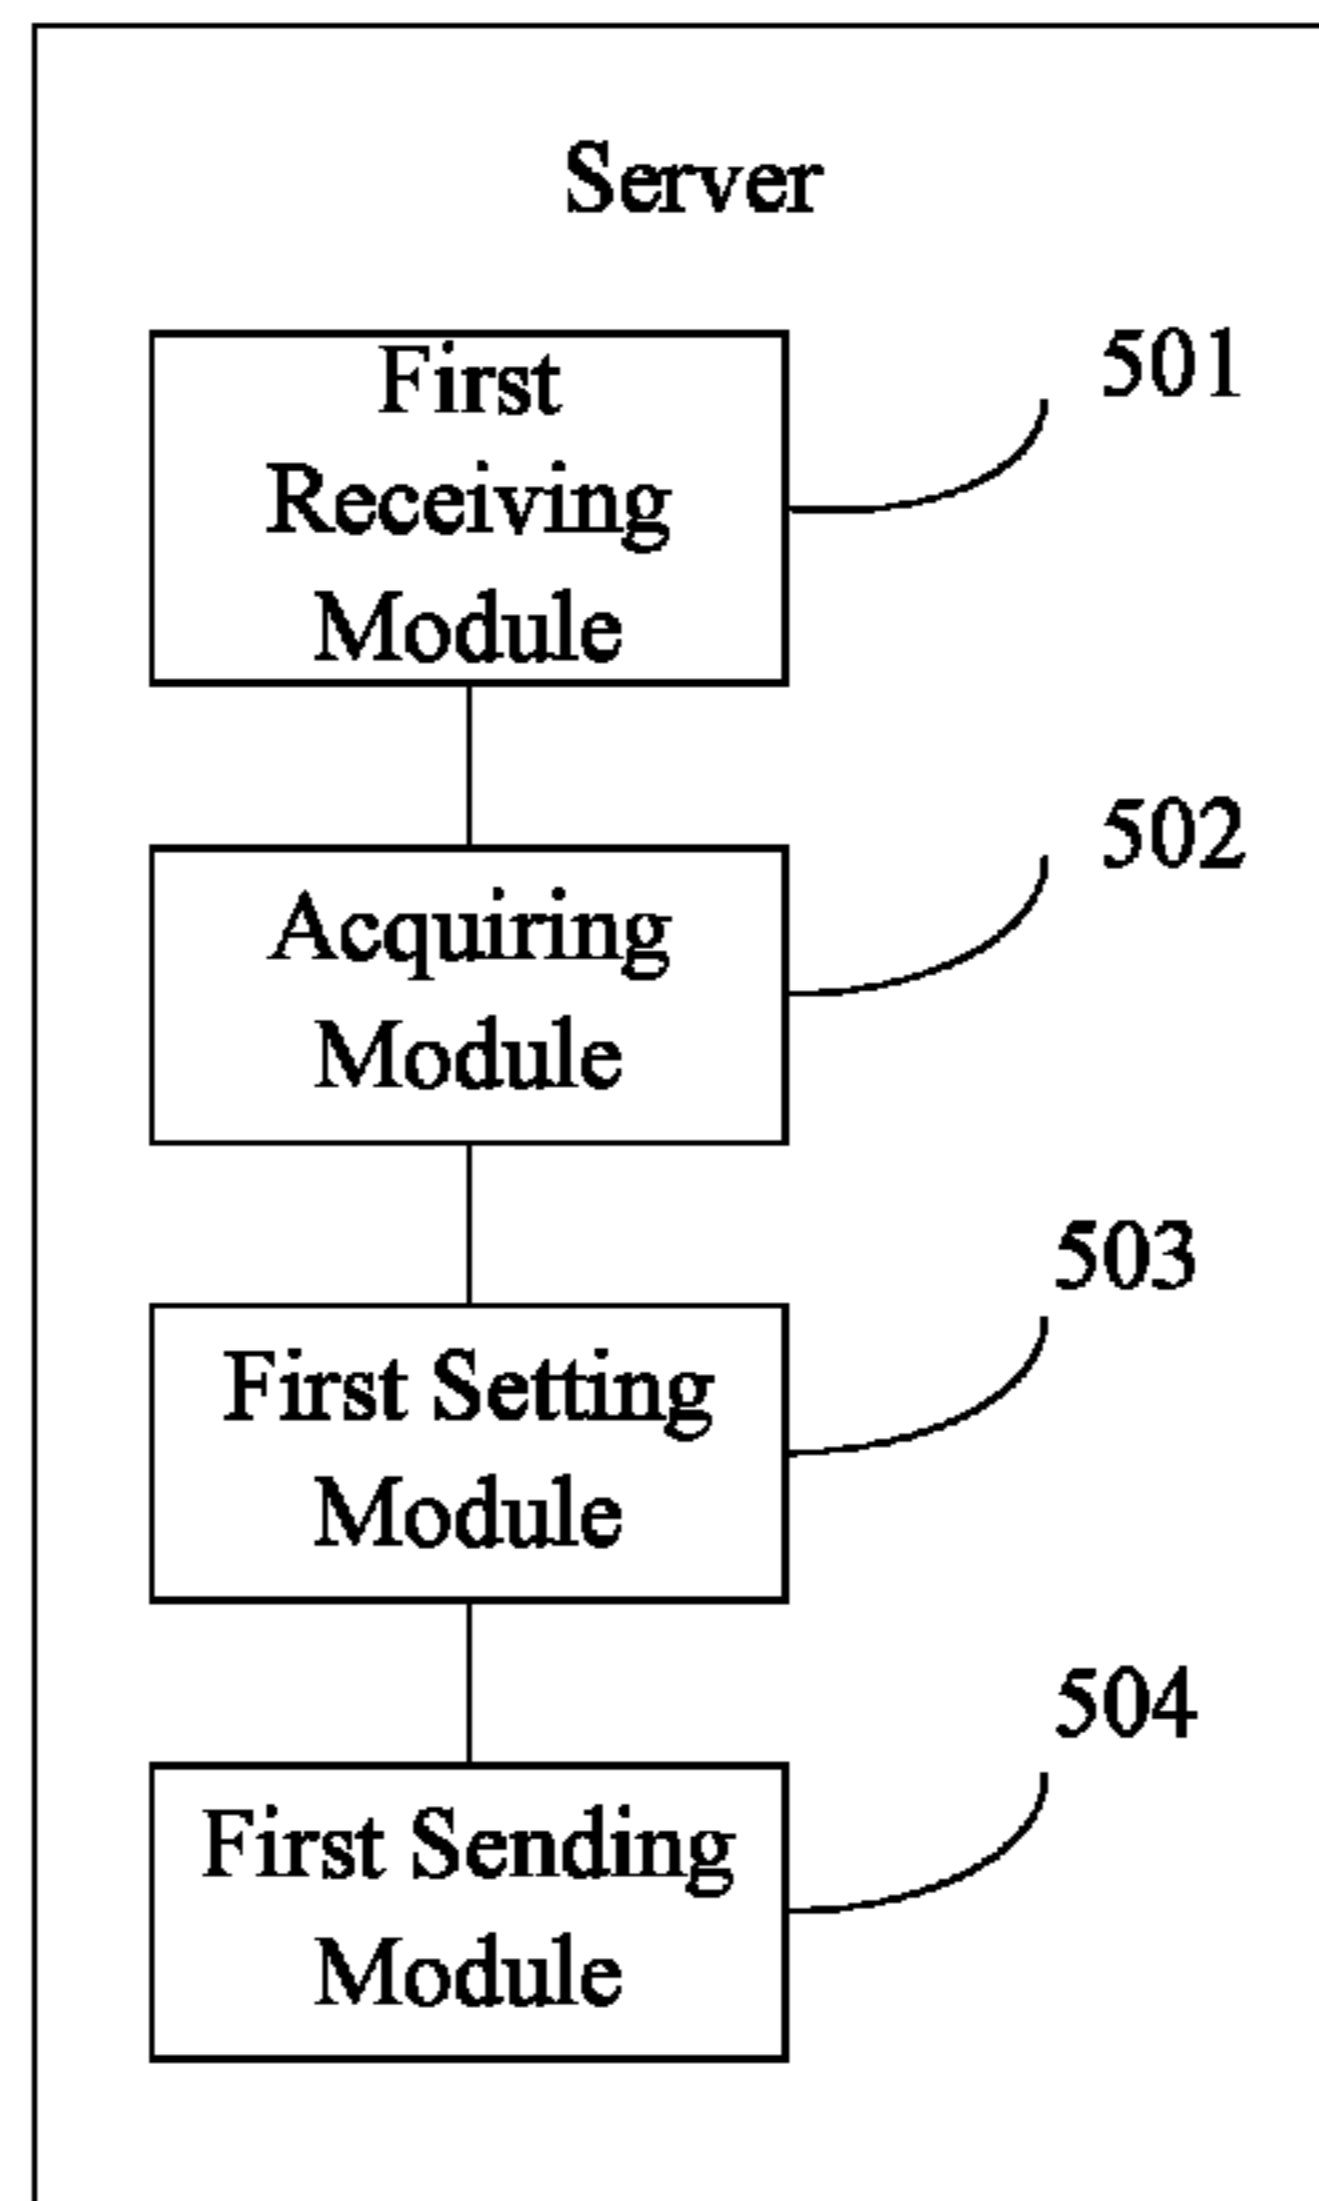 Server
First
Receiving
Module
501
Acquiring
Module
502
First Setting
Module
503
First Sending
Module
504